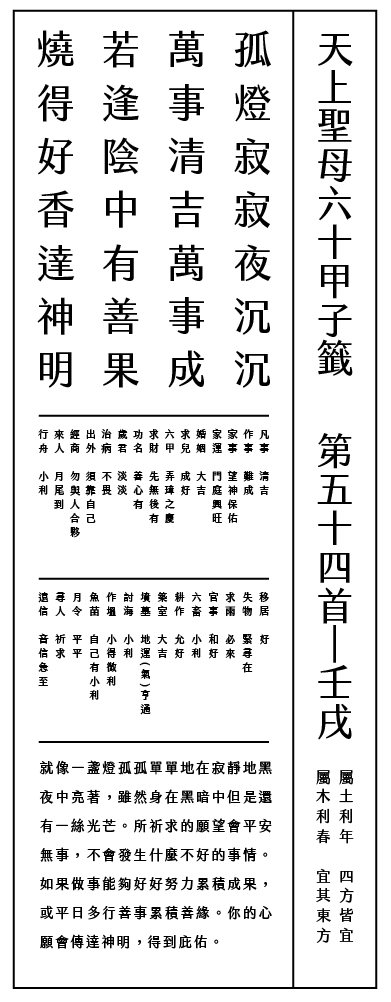 天上聖母六十甲子籤　第五十四首｜壬戌
屬土利年　四方皆宜
屬木利春　宜其東方
孤燈寂寂夜沉沉
萬事清吉萬事成
若逢陰中有善果
燒得好香達神明
凡事　清吉
作事　難成
家事　望神保佑
家運　門庭興旺
婚姻　大吉
求兒　成好
六甲　弄璋之慶
求財　先無後有
功名　善心有
歲君　淡淡
治病　不畏
出外　須靠自己
經商　勿與人合夥
來人　月尾到
行舟　小利
移居　好
失物　緊尋在
求雨　必來
官事　和好
六畜　小利
耕作　允好
築室　大吉
墳墓　地運(氣)亨通
討海　小利
作塭　小得微利
魚苗　自己有小利
月令　平平
尋人　祈求
遠信　音信急至
就像一盞燈孤孤單單地在寂靜地黑
夜中亮著，雖然身在黑暗中但是還
有一絲光芒。所祈求的願望會平安
無事，不會發生什麼不好的事情。
如果做事能夠好好努力累積成果，
或平日多行善事累積善緣。你的心
願會傳達神明，得到庇佑。